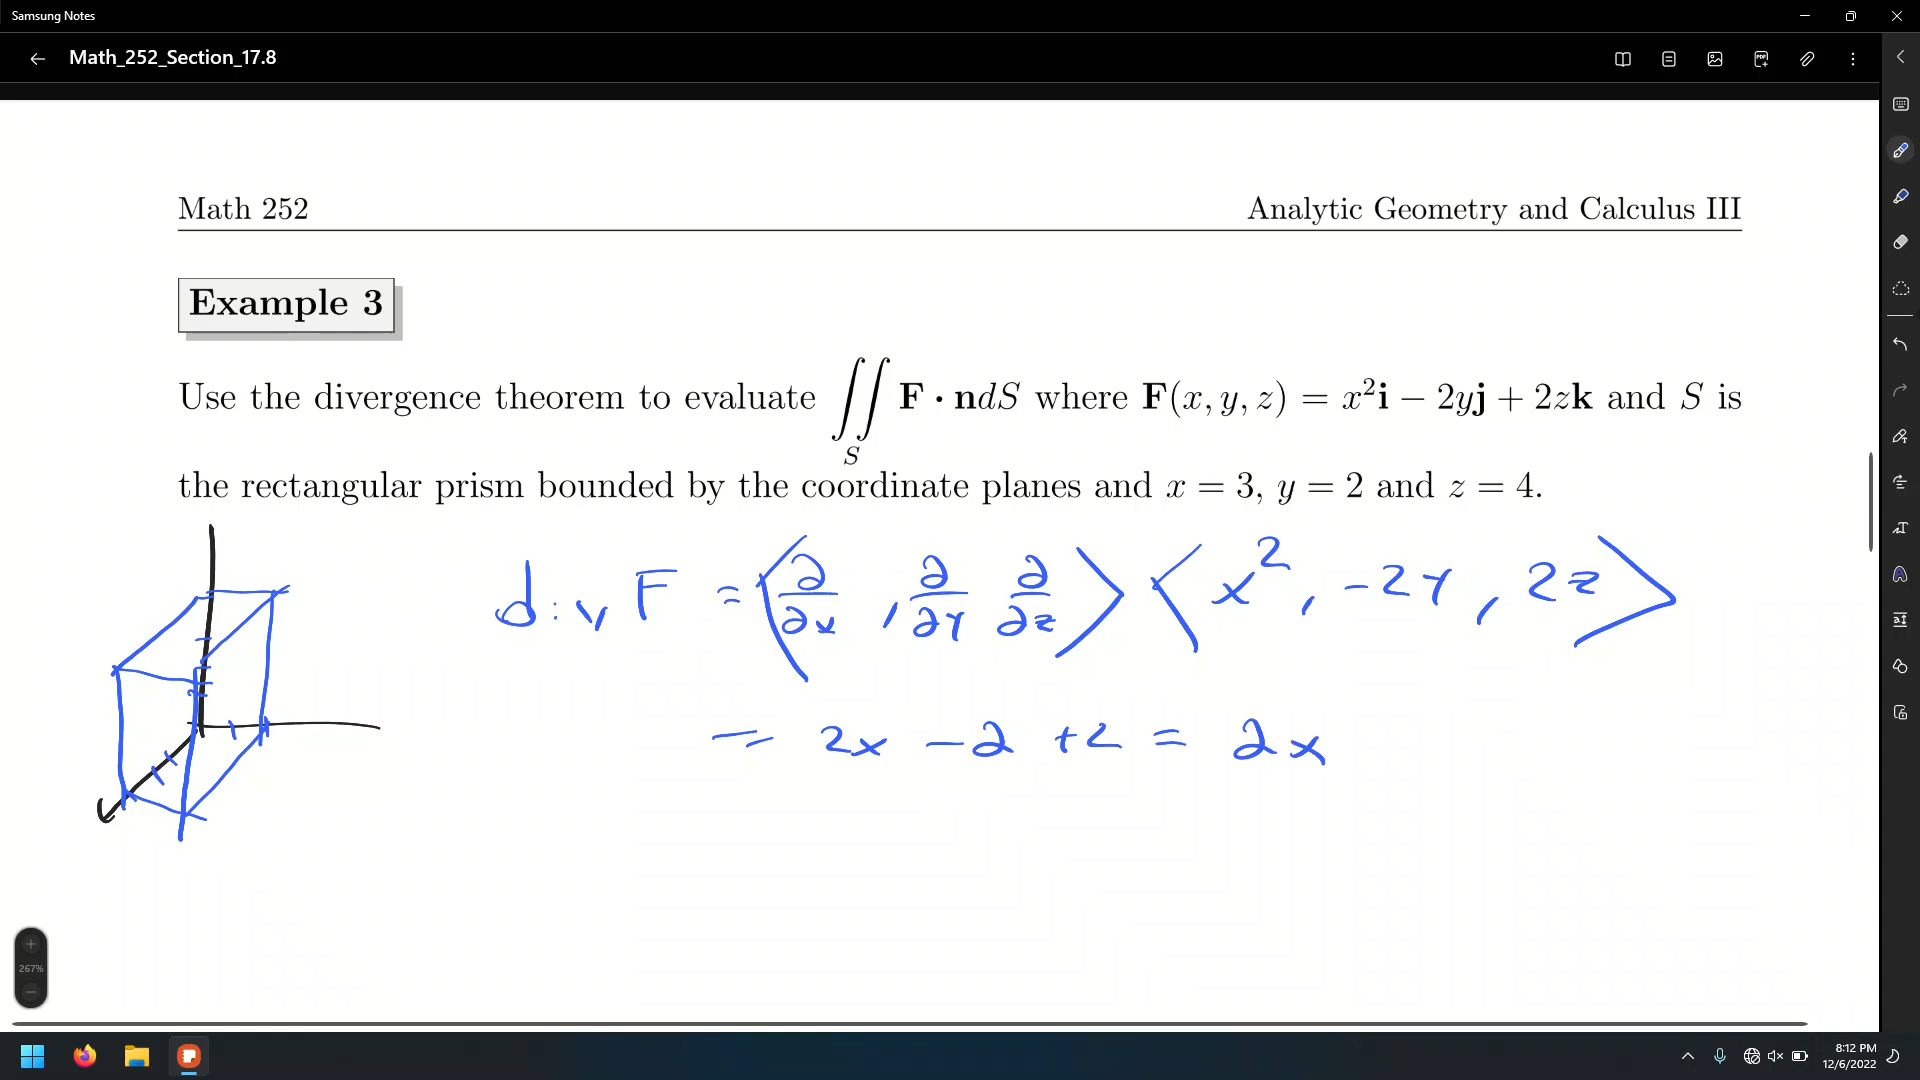 Samsung Notes
Math_252_Section_17.8
Math 252 Analytic Geometry and Calculus III
Example 3
Use the divergence theorem to evaluate ∬_S F · n dS where F(x, y, z) = x²i − 2yj + 2zk and S is
the rectangular prism bounded by the coordinate planes and x = 3, y = 2 and z = 4.
div F = ⟨∂/∂x, ∂/∂y ∂/∂z⟩ ⟨x², -2y, 2z⟩
= 2x - 2 + 2 = 2x
267%
8:12 PM
12/6/2022